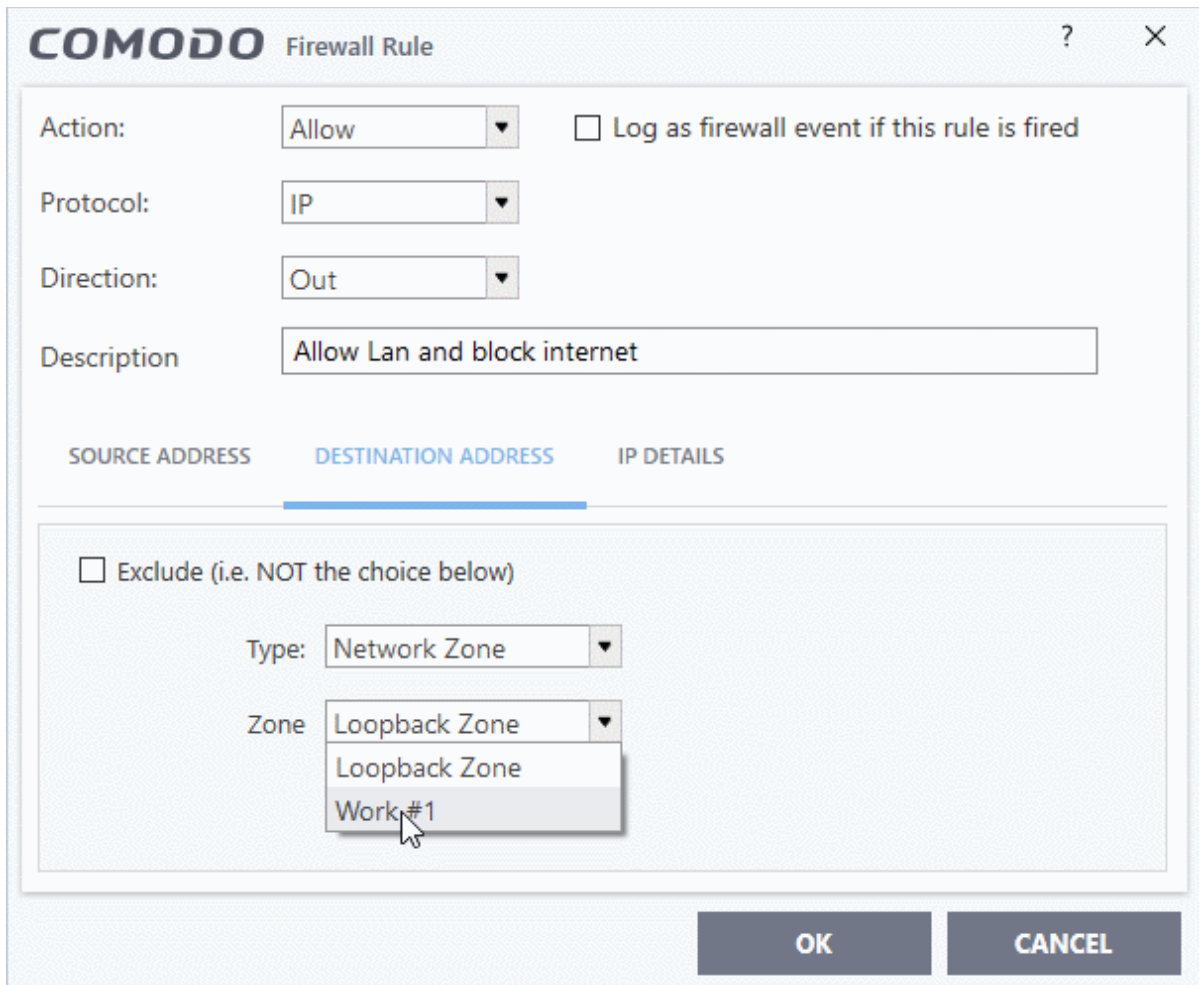 COMODO Firewall Rule ?
Action: Allow Log as firewall event if this rule is fired
Protocol: IP
Direction: Out
Description Allow Lan and block internet
SOURCE ADDRESS DESTINATION ADDRESS IP DETAILS
Exclude (i.e. NOT the choice below)
Type: Network Zone
Zone Loopback Zone
Loopback Zone
Work #1
OK CANCEL